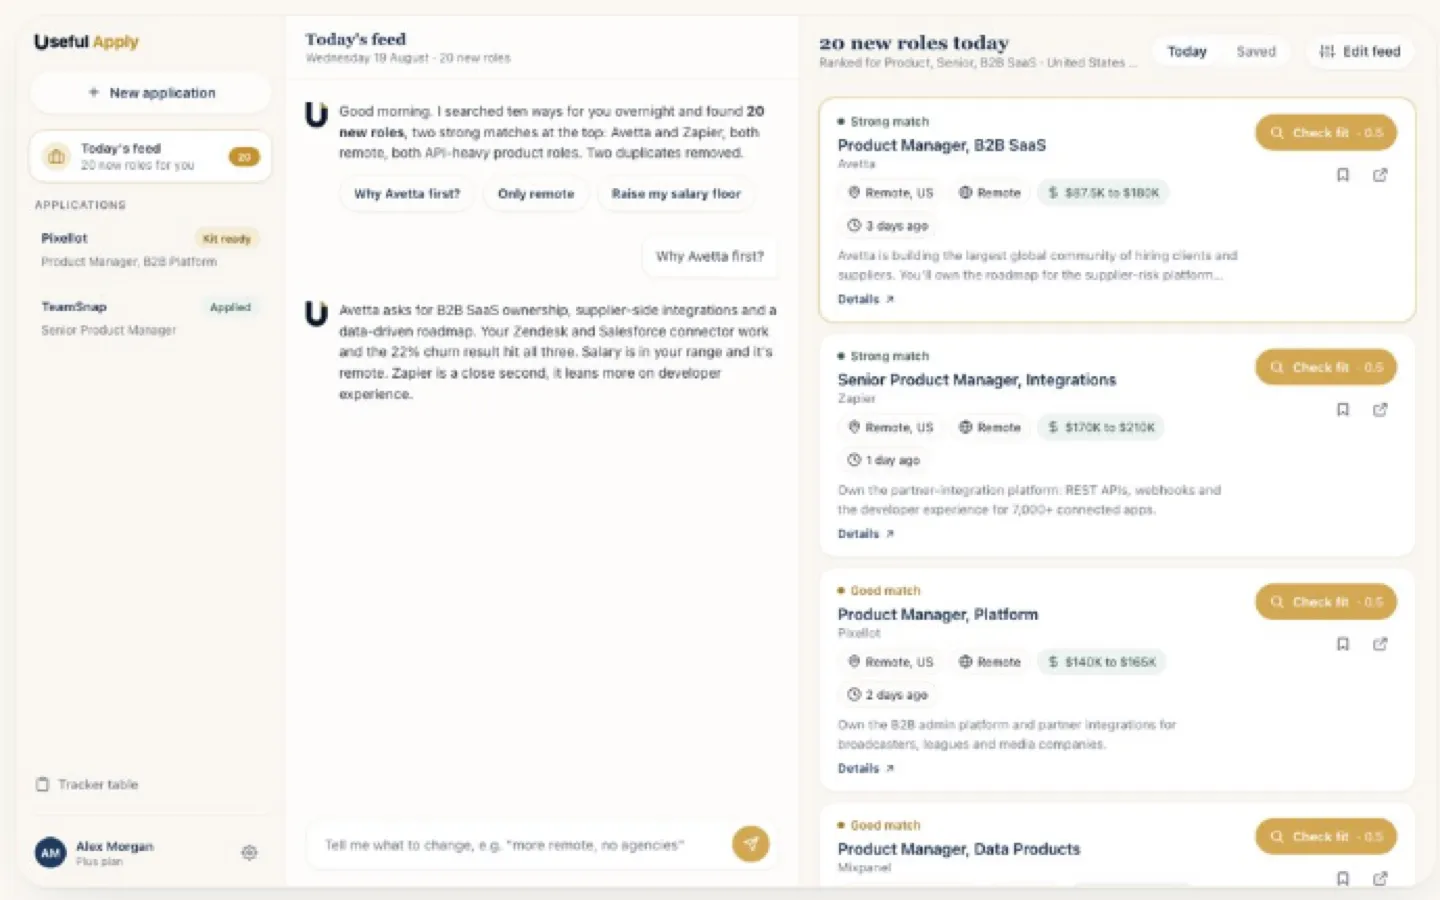 Useful Apply
+ New application
Today's feed
20 new roles for you
20
APPLICATIONS
Pixellot
Kit ready
Product Manager, B2B Platform
TeamSnap
Applied
Senior Product Manager
Tracker table
AM
Alex Morgan
Plus plan
Today's feed
Wednesday 19 August · 20 new roles
Good morning. I searched ten ways for you overnight and found 20
new roles, two strong matches at the top: Avetta and Zapier, both
remote, both API-heavy product roles. Two duplicates removed.
Why Avetta first?
Only remote
Raise my salary floor
Why Avetta first?
Avetta asks for B2B SaaS ownership, supplier-side integrations and a
data-driven roadmap. Your Zendesk and Salesforce connector work
and the 22% churn result hit all three. Salary is in your range and it's
remote. Zapier is a close second, it leans more on developer
experience.
Tell me what to change, e.g. "more remote, no agencies"
20 new roles today
Ranked for Product, Senior, B2B SaaS · United States ...
Today
Saved
Edit feed
Strong match
Product Manager, B2B SaaS
Avetta
Check fit · 0.5
Remote, US
Remote
$ $87.5K to $180K
3 days ago
Avetta is building the largest global community of hiring clients and
suppliers. You'll own the roadmap for the supplier-risk platform...
Details ↗
Strong match
Senior Product Manager, Integrations
Zapier
Check fit · 0.5
Remote, US
Remote
$ $170K to $210K
1 day ago
Own the partner-integration platform: REST APIs, webhooks and
the developer experience for 7,000+ connected apps.
Details ↗
Good match
Product Manager, Platform
Pixellot
Check fit · 0.5
Remote, US
Remote
$ $140K to $165K
2 days ago
Own the B2B admin platform and partner integrations for
broadcasters, leagues and media companies.
Details ↗
Good match
Product Manager, Data Products
Mixpanel
Check fit · 0.5